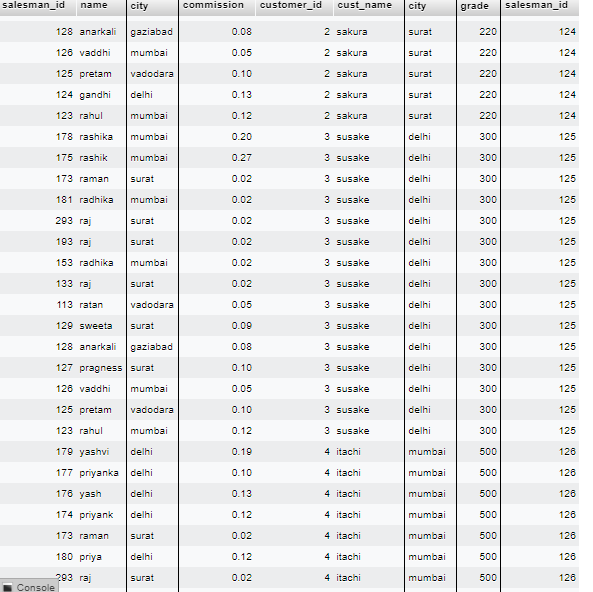 salesman_id name city commission customer_id cust_name city grade salesman_id
128 anarkali gaziabad 0.08 2 sakura surat 220 124
126 vaddhi mumbai 0.05 2 sakura surat 220 124
125 pretam vadodara 0.10 2 sakura surat 220 124
124 gandhi delhi 0.13 2 sakura surat 220 124
123 rahul mumbai 0.12 2 sakura surat 220 124
178 rashika mumbai 0.20 3 susake delhi 300 125
175 rashik mumbai 0.27 3 susake delhi 300 125
173 raman surat 0.02 3 susake delhi 300 125
181 radhika mumbai 0.02 3 susake delhi 300 125
293 raj surat 0.02 3 susake delhi 300 125
193 raj surat 0.02 3 susake delhi 300 125
153 radhika mumbai 0.02 3 susake delhi 300 125
133 raj surat 0.02 3 susake delhi 300 125
113 ratan vadodara 0.05 3 susake delhi 300 125
129 sweeta surat 0.09 3 susake delhi 300 125
128 anarkali gaziabad 0.08 3 susake delhi 300 125
127 pragness surat 0.10 3 susake delhi 300 125
126 vaddhi mumbai 0.05 3 susake delhi 300 125
125 pretam vadodara 0.10 3 susake delhi 300 125
123 rahul mumbai 0.12 3 susake delhi 300 125
179 yashvi delhi 0.19 4 itachi mumbai 500 126
177 priyanka delhi 0.10 4 itachi mumbai 500 126
176 yash delhi 0.13 4 itachi mumbai 500 126
174 priyank delhi 0.12 4 itachi mumbai 500 126
173 raman surat 0.02 4 itachi mumbai 500 126
180 priya delhi 0.12 4 itachi mumbai 500 126
293 raj surat 0.02 4 itachi mumbai 500 126
Console